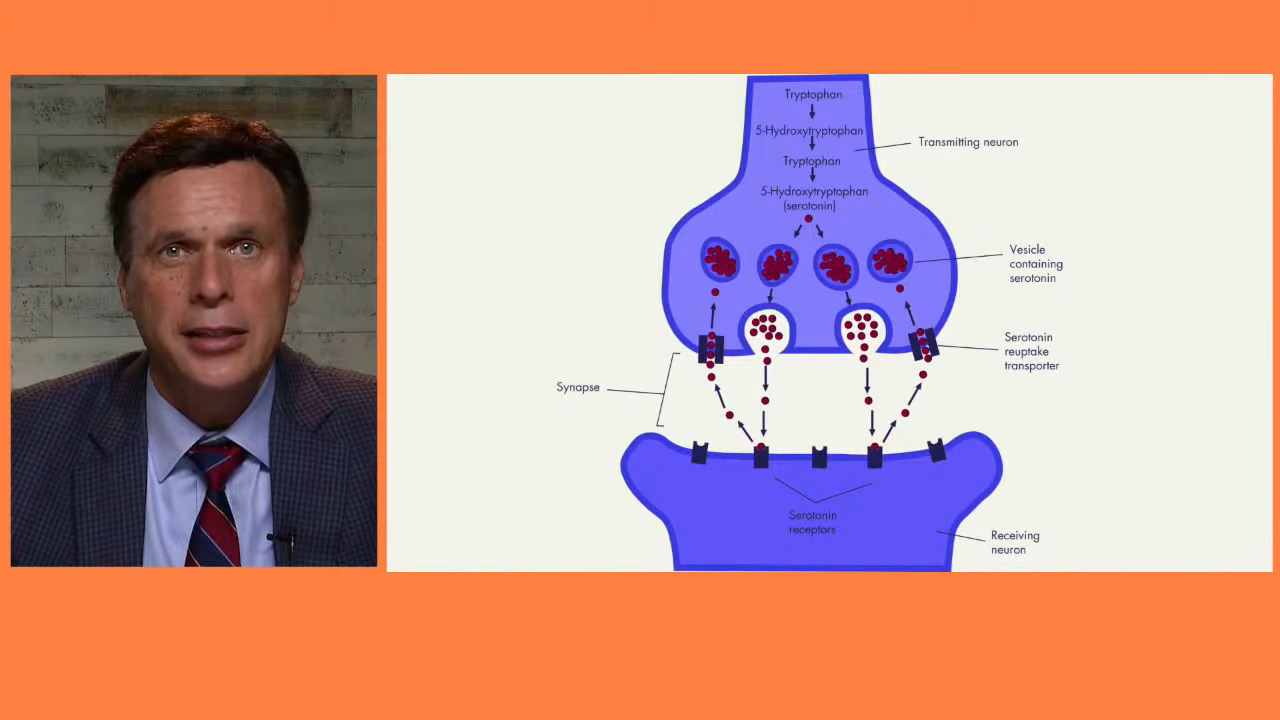 Tryptophan
5-Hydroxytryptophan
Transmitting neuron
Tryptophan
5-Hydroxytryptophan
(serotonin)
Vesicle
containing
serotonin
Serotonin
reuptake
transporter
Synapse
Serotonin
receptors
Receiving
neuron